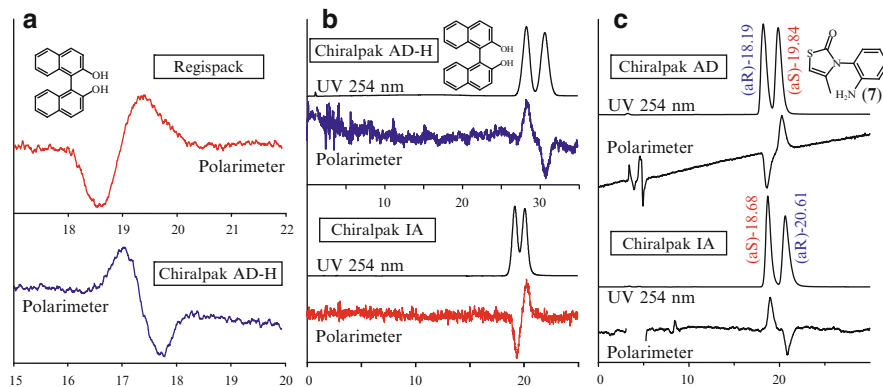 a
OH
OH
Regispack
Polarimeter
18 19 20 21 22
Chiralpak AD-H
Polarimeter
15 16 17 18 19 20
b
Chiralpak AD-H
OH
OH
UV 254 nm
Polarimeter
10 20 30
Chiralpak IA
UV 254 nm
Polarimeter
0 10 20
c
Chiralpak AD
(aR)-18.19
(aS)-19.84
O
S
N
H₂N
(7)
UV 254 nm
Polarimeter
Chiralpak IA
(aS)-18.68
(aR)-20.61
UV 254 nm
Polarimeter
0 10 20